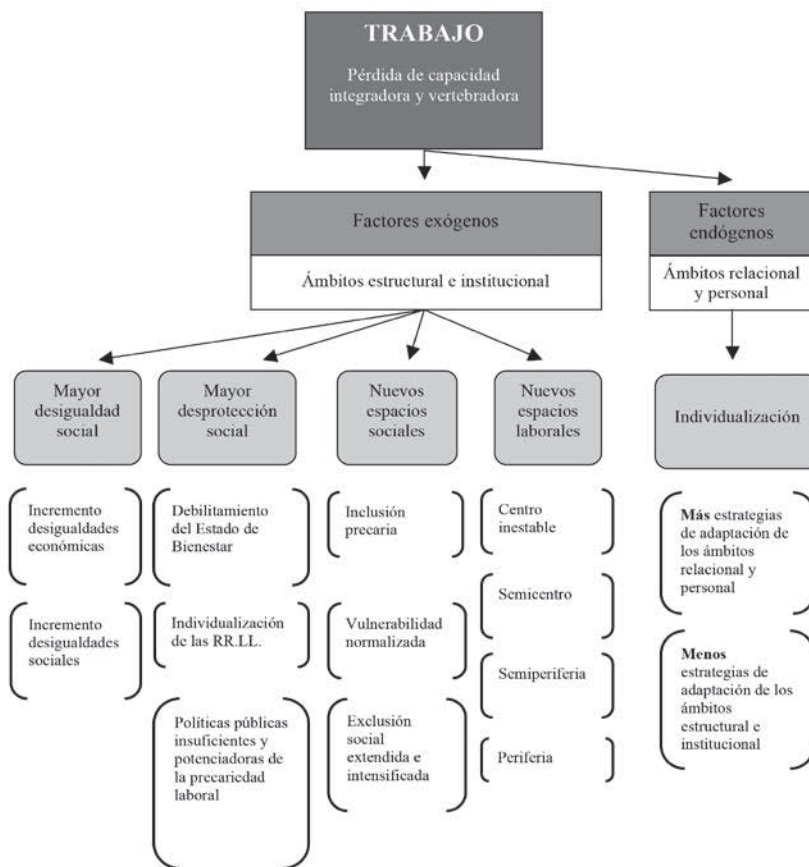 TRABAJO
Pérdida de capacidad
integradora y vertebradora
Factores exógenos
Ámbitos estructural e institucional
Factores
endógenos
Ámbitos relacional
y personal
Mayor
desigualdad
social
Mayor
desprotección
social
Nuevos
espacios
sociales
Nuevos
espacios
laborales
Individualización
Incremento
desigualdades
económicas
Incremento
desigualdades
sociales
Debilitamiento
del Estado de
Bienestar
Individualización
de las RR.LL.
Políticas públicas
insuficientes y
potenciadoras de
la precariedad
laboral
Inclusión
precaria
Vulnerabilidad
normalizada
Exclusión
social
extendida e
intensificada
Centro
inestable
Semicentro
Semiperiferia
Periferia
Más estrategias
de adaptación de
los ámbitos
relacional y
personal
Menos
estrategias de
adaptación de los
ámbitos
estructural e
institucional